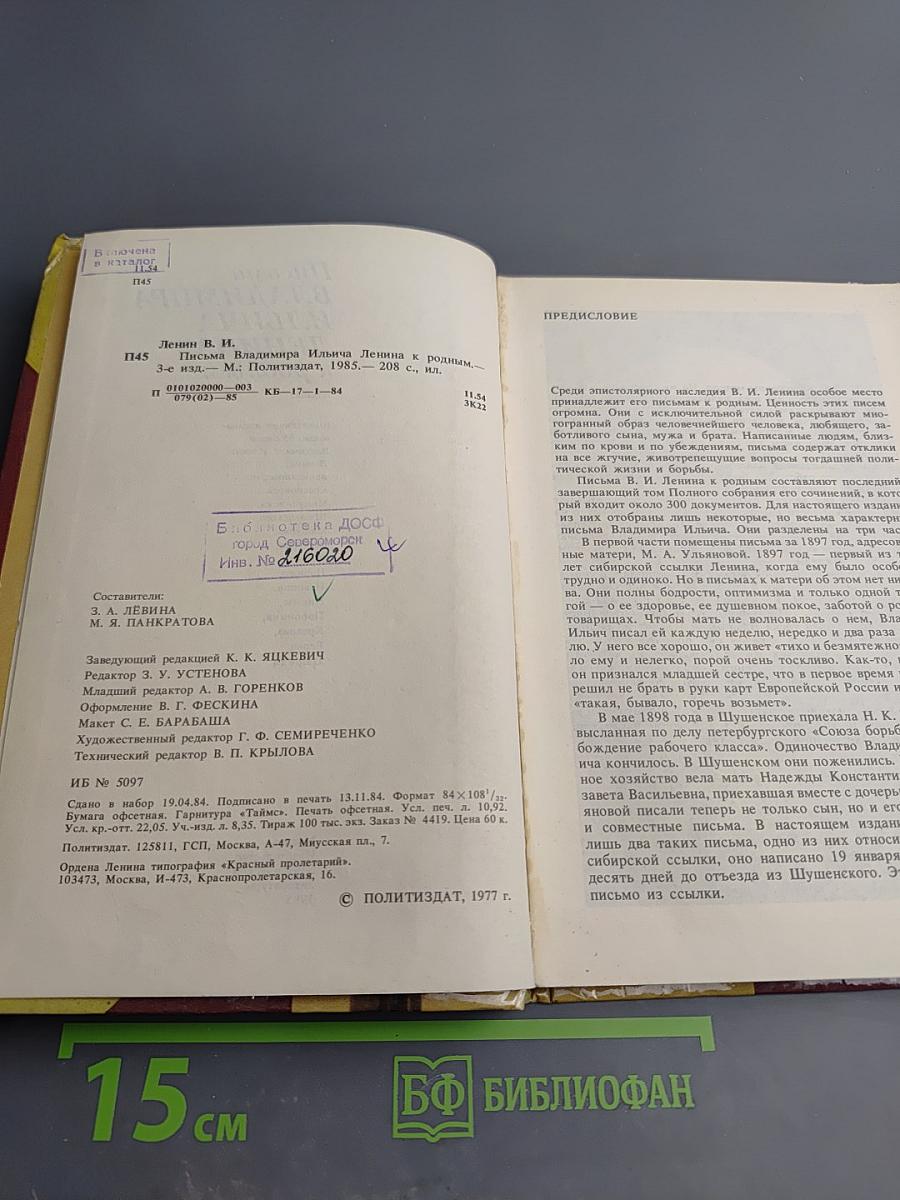 Включена
в каталог
11.54
П45
Ленин В. И.
П45 Письма Владимира Ильича Ленина к родным.—
3-е изд.— М.: Политиздат, 1985.— 208 с., ил.
П 0101020000—003 КБ—17—1—84
079(02)—85
11.54
3К22
Библиотека ДОСФ
город Североморск
Инв. № 216020
Составители:
З. А. ЛЁВИНА
М. Я. ПАНКРАТОВА
Заведующий редакцией К. К. ЯЦКЕВИЧ
Редактор З. У. УСТЕНОВА
Младший редактор А. В. ГОРЕНКОВ
Оформление В. Г. ФЕСКИНА
Макет С. Е. БАРАБАША
Художественный редактор Г. Ф. СЕМИРЕЧЕНКО
Технический редактор В. П. КРЫЛОВА
ИБ № 5097
Сдано в набор 19.04.84. Подписано в печать 13.11.84. Формат 84×108¹/₃₂.
Бумага офсетная. Гарнитура «Таймс». Печать офсетная. Усл. печ. л. 10,92.
Усл. кр.-отт. 22,05. Уч.-изд. л. 8,35. Тираж 100 тыс. экз. Заказ № 4419. Цена 60 к.
Политиздат. 125811, ГСП, Москва, А-47, Миусская пл., 7.
Ордена Ленина типография «Красный пролетарий».
103473, Москва, И-473, Краснопролетарская, 16.
© ПОЛИТИЗДАТ, 1977 г.
ПРЕДИСЛОВИЕ
Среди эпистолярного наследия В. И. Ленина особое место
принадлежит его письмам к родным. Ценность этих писем
огромна. Они с исключительной силой раскрывают мно-
гогранный образ человечнейшего человека, любящего, за-
ботливого сына, мужа и брата. Написанные людям, близ-
ким по крови и по убеждениям, письма содержат отклики
на все жгучие, животрепещущие вопросы тогдашней поли-
тической жизни и борьбы.
Письма В. И. Ленина к родным составляют последний,
завершающий том Полного собрания его сочинений, в кото
рый входит около 300 документов. Для настоящего издани
из них отобраны лишь некоторые, но весьма характерн
письма Владимира Ильича. Они разделены на три час
В первой части помещены письма за 1897 год, адресов
ные матери, М. А. Ульяновой. 1897 год — первый из т
лет сибирской ссылки Ленина, когда ему было особе
трудно и одиноко. Но в письмах к матери об этом нет ни
ва. Они полны бодрости, оптимизма и только одной т
гой — о ее здоровье, ее душевном покое, заботой о ро
товарищах. Чтобы мать не волновалась о нем, Вла
Ильич писал ей каждую неделю, нередко и два раза
лю. У него все хорошо, он живет «тихо и безмятежно
ло ему и нелегко, порой очень тоскливо. Как-то,
он признался младшей сестре, что в первое время
решил не брать в руки карт Европейской России и
«такая, бывало, горечь возьмет».
В мае 1898 года в Шушенское приехала Н. К.
высланная по делу петербургского «Союза борьб
бождение рабочего класса». Одиночество Влади
ича кончилось. В Шушенском они поженились.
ное хозяйство вела мать Надежды Константи
завета Васильевна, приехавшая вместе с дочерь
яновой писали теперь не только сын, но и его
и совместные письма. В настоящем издани
лишь два таких письма, одно из них относи
сибирской ссылки, оно написано 19 января
десять дней до отъезда из Шушенского. Эт
письмо из ссылки.
15 см
БФ БИБЛИОФАН